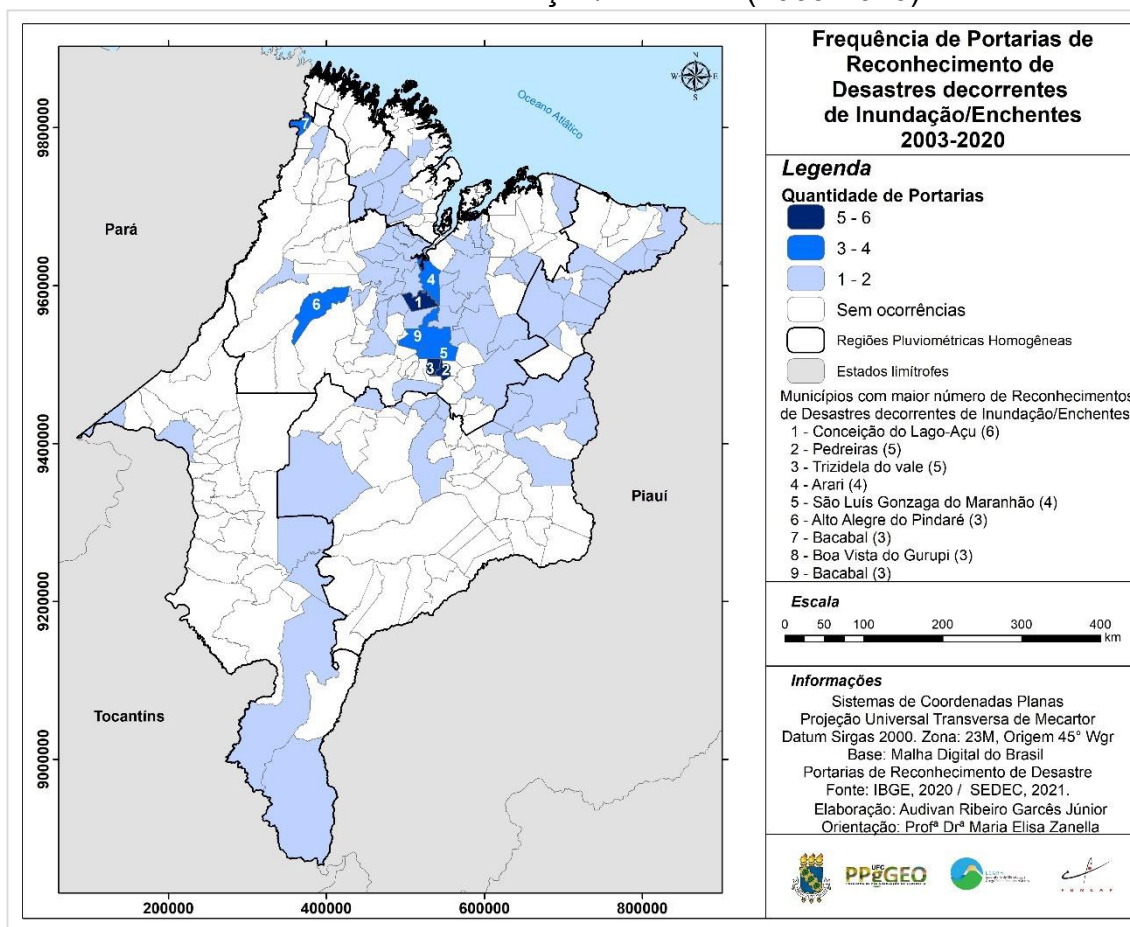 Frequência de Portarias de
Reconhecimento de
Desastres decorrentes
de Inundação/Enchentes
2003-2020
Legenda
Quantidade de Portarias
5 - 6
3 - 4
1 - 2
Sem ocorrências
Regiões Pluviométricas Homogêneas
Estados limítrofes
Municípios com maior número de Reconhecimentos
de Desastres decorrentes de Inundação/Enchentes
1 - Conceição do Lago-Açu (6)
2 - Pedreiras (5)
3 - Trizidela do vale (5)
4 - Arari (4)
5 - São Luís Gonzaga do Maranhão (4)
6 - Alto Alegre do Pindaré (3)
7 - Bacabal (3)
8 - Boa Vista do Gurupi (3)
9 - Bacabal (3)
Escala
0 50 100 200 300 400
km
Informações
Sistemas de Coordenadas Planas
Projeção Universal Transversa de Mecartor
Datum Sirgas 2000. Zona: 23M, Origem 45° Wgr
Base: Malha Digital do Brasil
Portarias de Reconhecimento de Desastre
Fonte: IBGE, 2020 / SEDEC, 2021.
Elaboração: Audivan Ribeiro Garcês Júnior
Orientação: Profª Drª Maria Elisa Zanella
UFC
PPgGEO
FUNCAP
N
W E
S
Oceano Atlâtico
Pará
Piauí
Tocantins
7
4
1
6
9
5
3 2
9800000
9600000
9400000
9200000
9000000
200000 400000 600000 800000